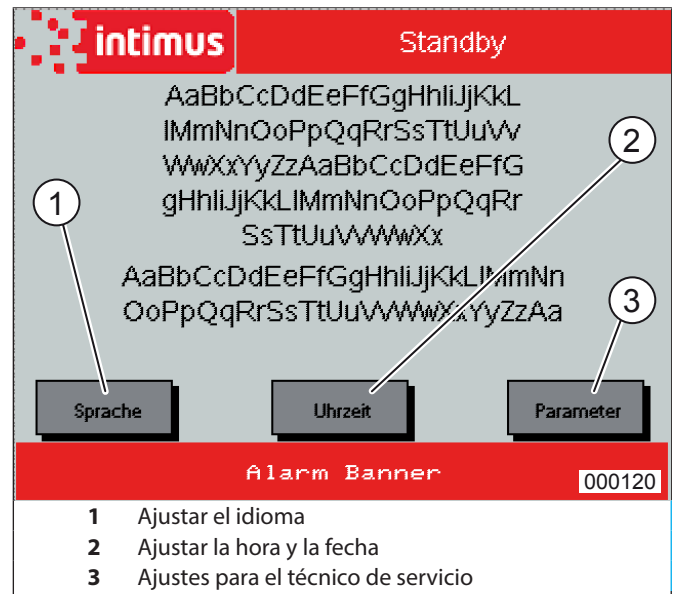 intimus
Standby
AaBbCcDdEeFfGgHhIiJjKkL
lMmNnOoPpQqRrSsTtUuVv
WwXxYyZzAaBbCcDdEeFfG
gHhIiJjKkLlMmNnOoPpQqRr
SsTtUuVvWwXx
AaBbCcDdEeFfGgHhIiJjKkLlMmNn
OoPpQqRrSsTtUuVvWwXxYyZzAa
1
2
3
Sprache
Uhrzeit
Parameter
Alarm Banner
000120
1 Ajustar el idioma
2 Ajustar la hora y la fecha
3 Ajustes para el técnico de servicio